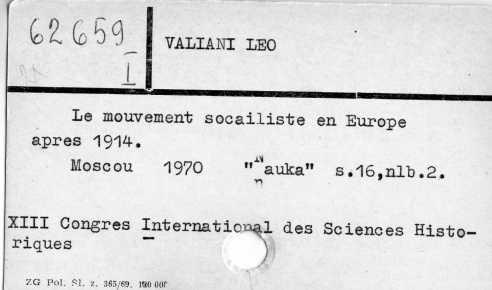 62659
I
VALIANI LEO
Le mouvement socailiste en Europe
apres 1914.
Moscou 1970 "Nauka" s.16,nlb.2.
XIII Congres International des Sciences Histo-
riques
ZG Pol. Sl. z. 365/69. 120 000